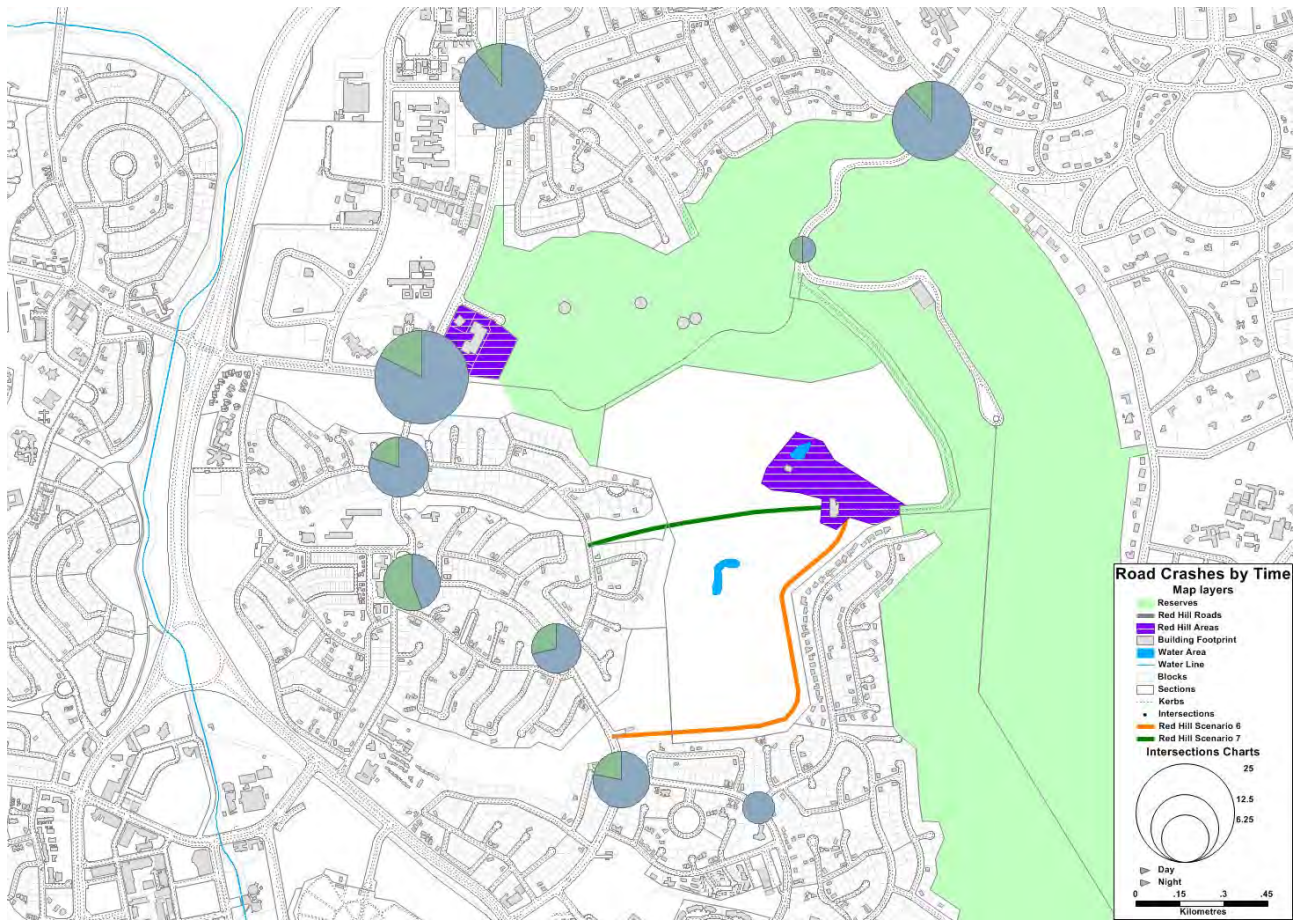 Road Crashes by Time
Map layers
Reserves
Red Hill Roads
Red Hill Areas
Building Footprint
Water Area
Water Line
Blocks
Sections
Kerbs
Intersections
Red Hill Scenario 6
Red Hill Scenario 7
Intersections Charts
25
12.5
6.25
Day
Night
0 .15 .3 .45
Kilometres